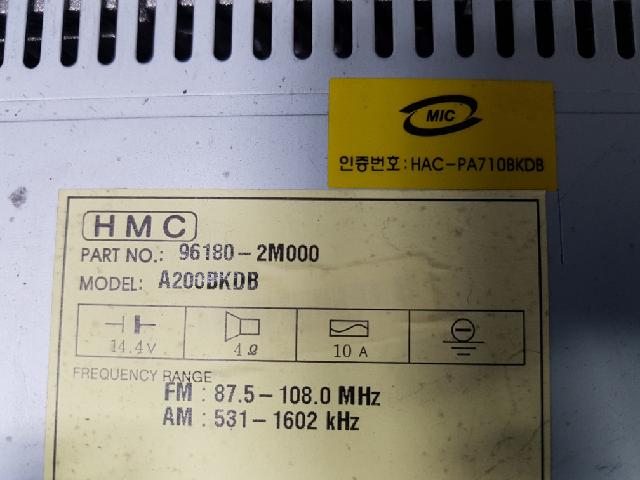 MIC
인증번호: HAC-PA710BKDB
HMC
PART NO.: 96180-2M000
MODEL: A200BKDB
14.4V 4Ω 10 A
FREQUENCY RANGE
FM : 87.5-108.0 MHz
AM : 531-1602 kHz